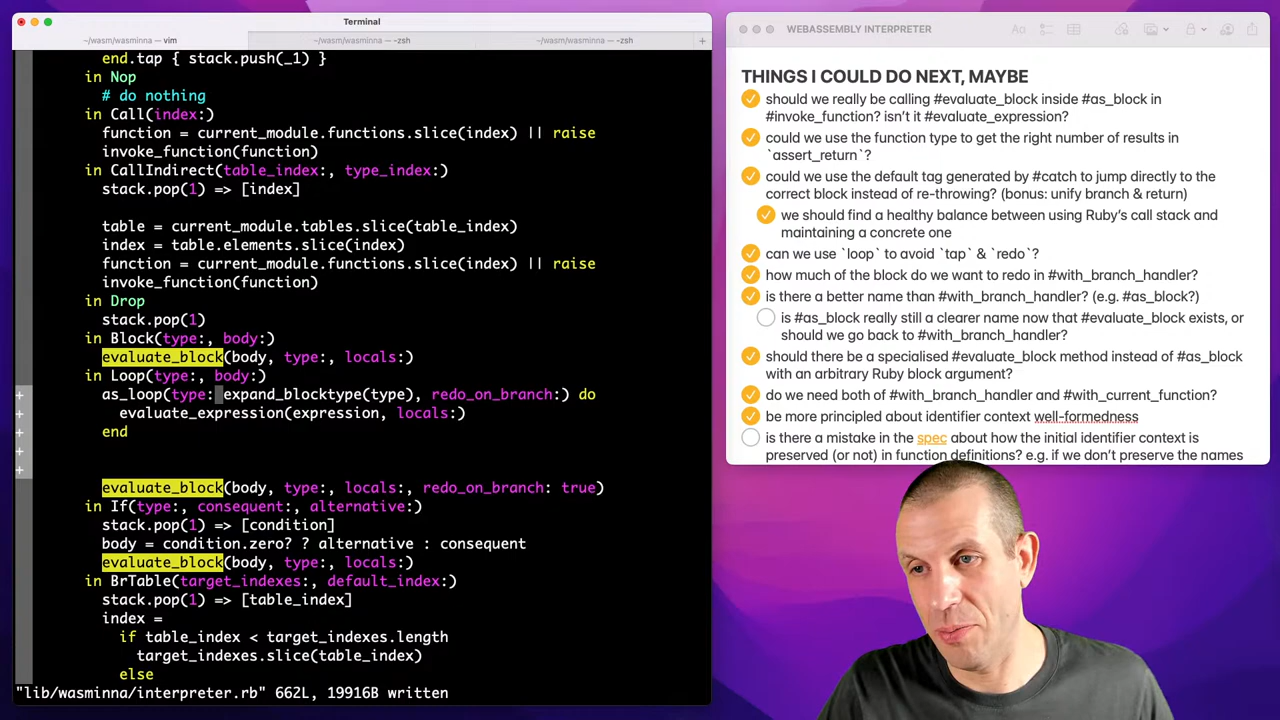 Terminal
~/wasm/wasminna — vim
~/wasm/wasminna — -zsh
~/wasm/wasminna — -zsh
+
end.tap { stack.push(_1) }
in Nop
# do nothing
in Call(index:)
function = current_module.functions.slice(index) || raise
invoke_function(function)
in CallIndirect(table_index:, type_index:)
stack.pop(1) => [index]
table = current_module.tables.slice(table_index)
index = table.elements.slice(index)
function = current_module.functions.slice(index) || raise
invoke_function(function)
in Drop
stack.pop(1)
in Block(type:, body:)
evaluate_block(body, type:, locals:)
in Loop(type:, body:)
+ as_loop(type: expand_blocktype(type), redo_on_branch:) do
+ evaluate_expression(expression, locals:)
+ end
+
+
evaluate_block(body, type:, locals:, redo_on_branch: true)
in If(type:, consequent:, alternative:)
stack.pop(1) => [condition]
body = condition.zero? ? alternative : consequent
evaluate_block(body, type:, locals:)
in BrTable(target_indexes:, default_index:)
stack.pop(1) => [table_index]
index =
if table_index < target_indexes.length
target_indexes.slice(table_index)
else
"lib/wasminna/interpreter.rb" 662L, 19916B written
WEBASSEMBLY INTERPRETER
Aa
THINGS I COULD DO NEXT, MAYBE
should we really be calling #evaluate_block inside #as_block in
#invoke_function? isn't it #evaluate_expression?
could we use the function type to get the right number of results in
`assert_return`?
could we use the default tag generated by #catch to jump directly to the
correct block instead of re-throwing? (bonus: unify branch & return)
we should find a healthy balance between using Ruby's call stack and
maintaining a concrete one
can we use `loop` to avoid `tap` & `redo`?
how much of the block do we want to redo in #with_branch_handler?
is there a better name than #with_branch_handler? (e.g. #as_block?)
is #as_block really still a clearer name now that #evaluate_block exists, or
should we go back to #with_branch_handler?
should there be a specialised #evaluate_block method instead of #as_block
with an arbitrary Ruby block argument?
do we need both of #with_branch_handler and #with_current_function?
be more principled about identifier context well-formedness
is there a mistake in the spec about how the initial identifier context is
preserved (or not) in function definitions? e.g. if we don't preserve the names